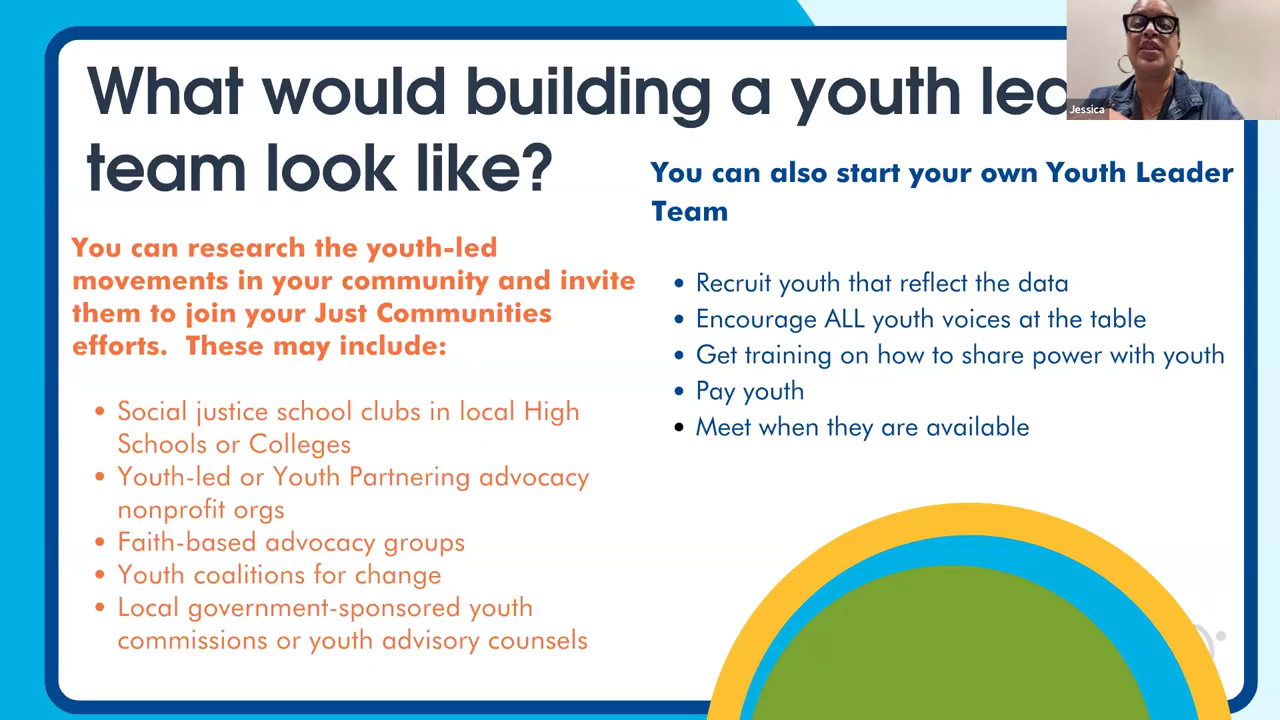 What would building a youth lea
team look like?
Jessica
You can research the youth-led
movements in your community and invite
them to join your Just Communities
efforts. These may include:
• Social justice school clubs in local High
Schools or Colleges
• Youth-led or Youth Partnering advocacy
nonprofit orgs
• Faith-based advocacy groups
• Youth coalitions for change
• Local government-sponsored youth
commissions or youth advisory counsels
You can also start your own Youth Leader
Team
• Recruit youth that reflect the data
• Encourage ALL youth voices at the table
• Get training on how to share power with youth
• Pay youth
• Meet when they are available